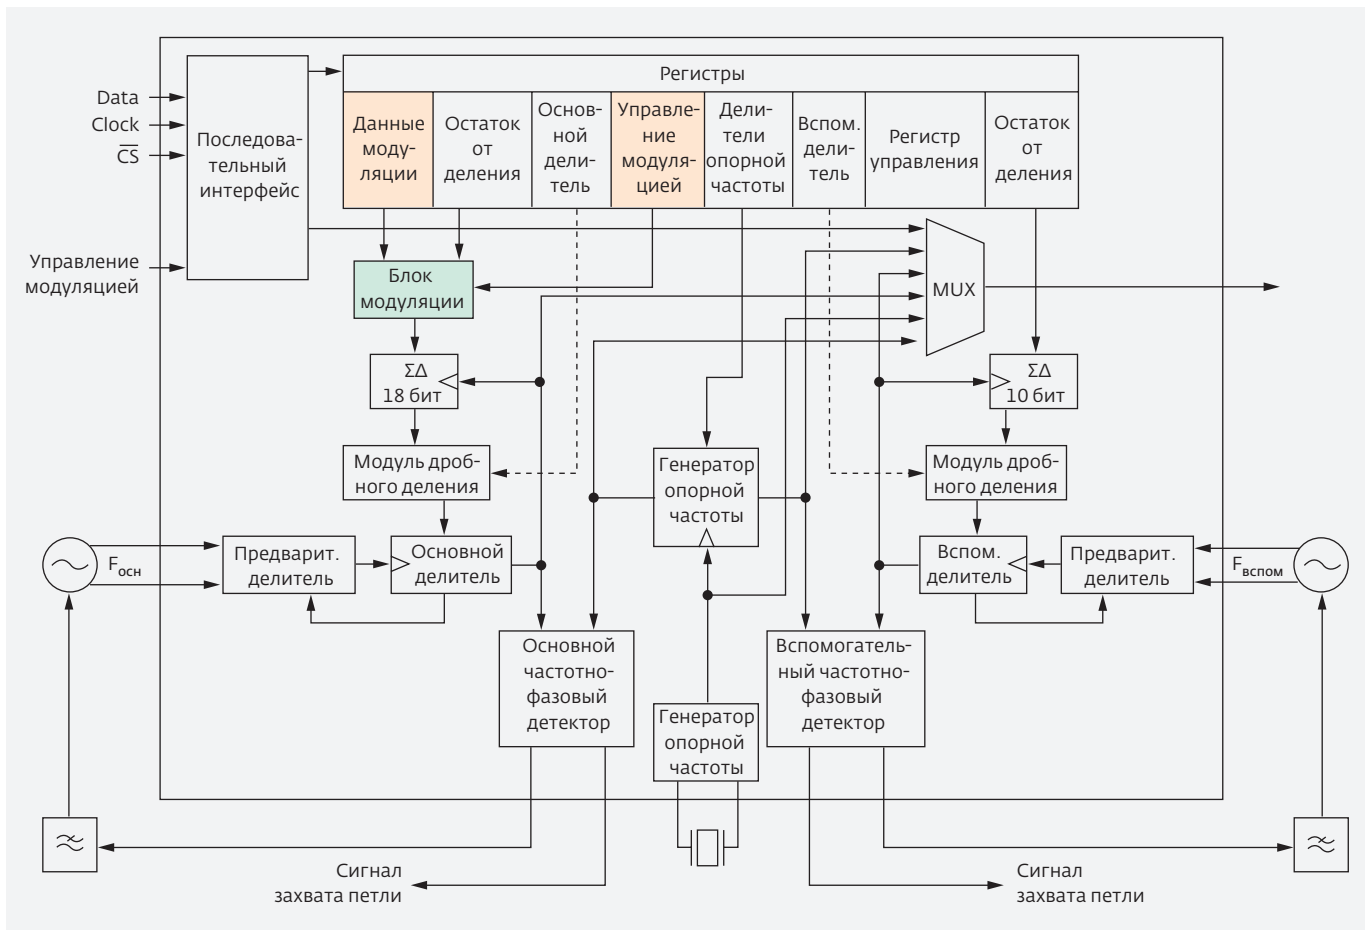 Data
Clock
CS
Управление
модуляцией
Последова-
тельный
интерфейс
Регистры
Данные
моду-
ляции
Остаток
от
деления
Основ-
ной
дели-
тель
Управле-
ние
модуля-
цией
Дели-
тели
опорной
частоты
Вспом.
дели-
тель
Регистр
управления
Остаток
от
деления
Блок
модуляции
MUX
ΣΔ
18 бит
ΣΔ
10 бит
Модуль дроб-
ного деления
Генератор
опорной
частоты
Модуль дроб-
ного деления
Fосн
Предварит.
делитель
Основной
делитель
Вспом.
делитель
Предварит.
делитель
Fвспом
Основной
частотно-
фазовый
детектор
Генератор
опорной
частоты
Вспомогатель-
ный частотно-
фазовый
детектор
Сигнал
захвата петли
Сигнал
захвата петли